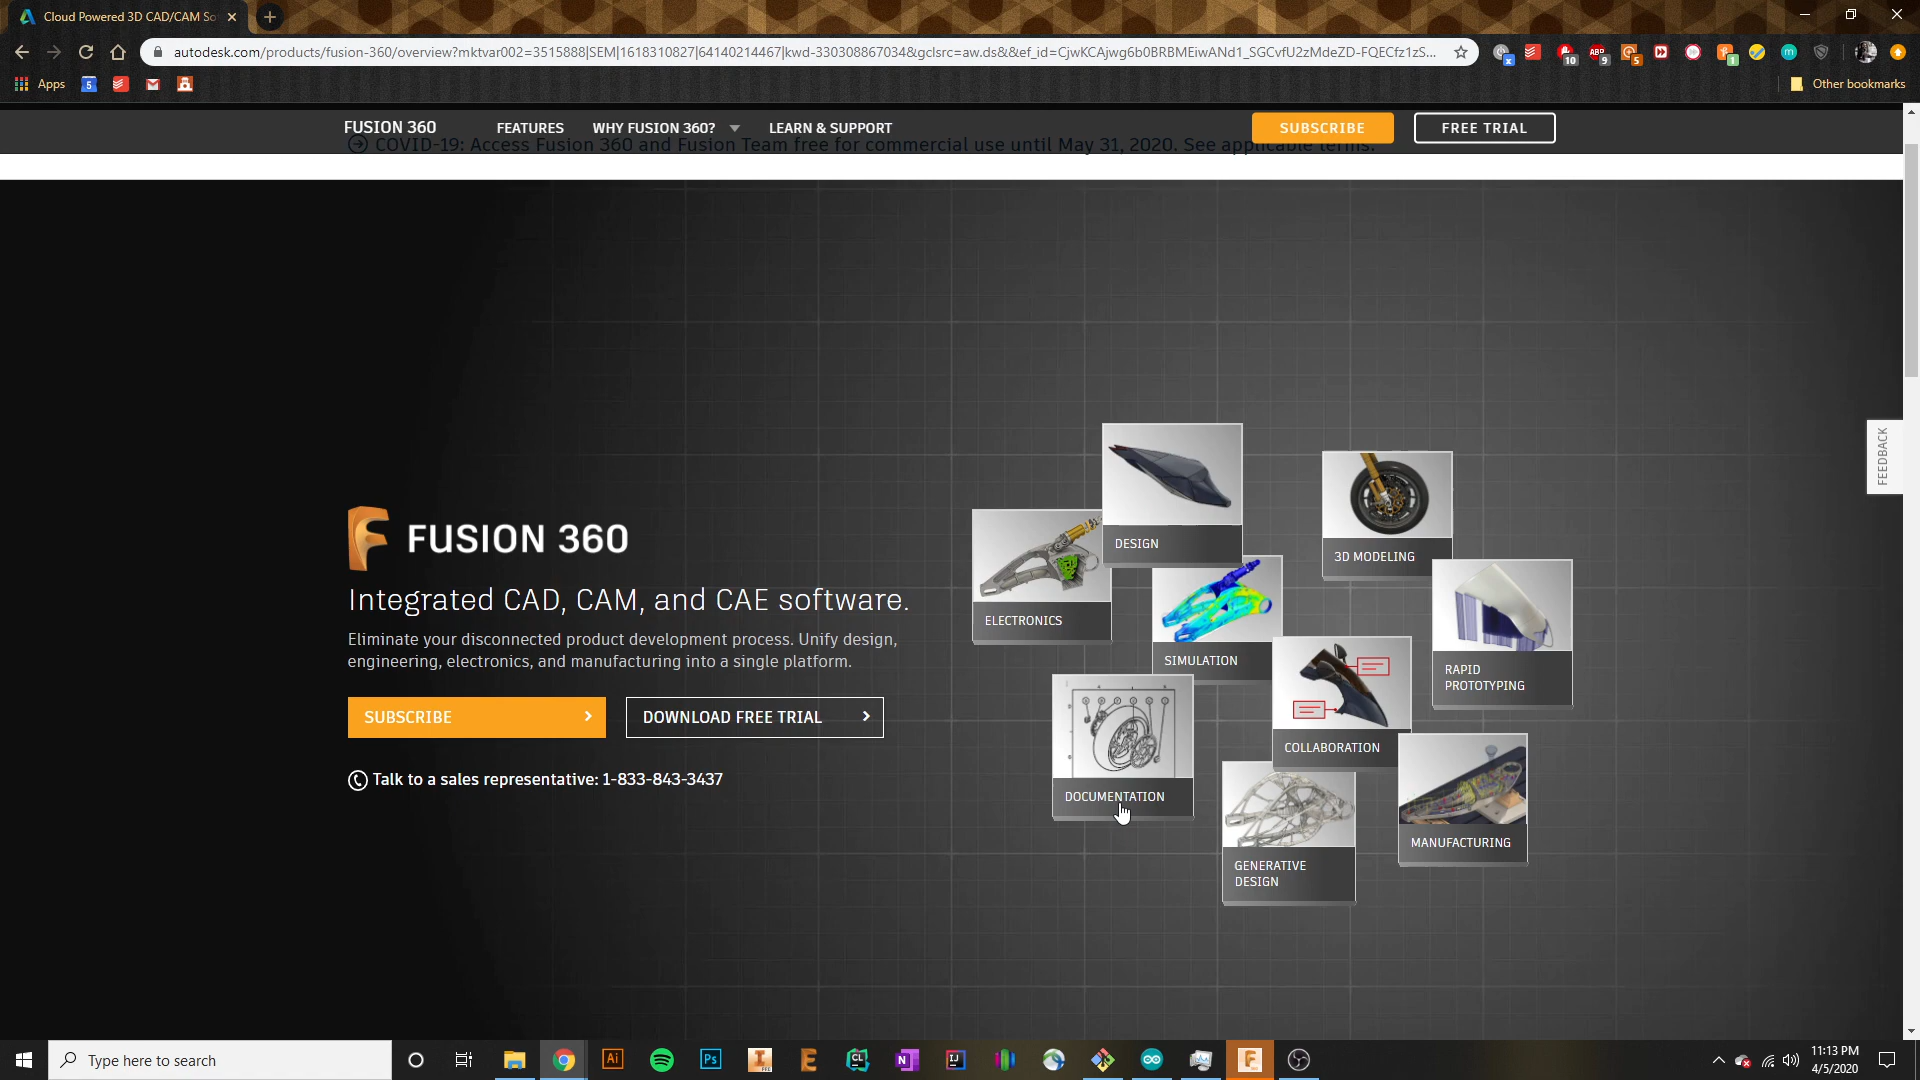 Cloud Powered 3D CAD/CAM So
autodesk.com/products/fusion-360/overview?mktvar002=3515888|SEM|1618310827|64140214467|kwd-330308867034&gclsrc=aw.ds&&ef_id=CjwKCAjwg6b0BRBMEiwANd1_SGCvfU2zMdeZD-FQECfz1zS...
Apps
Other bookmarks
FUSION 360
FEATURES
WHY FUSION 360?
LEARN & SUPPORT
SUBSCRIBE
FREE TRIAL
COVID-19: Access Fusion 360 and Fusion Team free for commercial use until May 31, 2020. See applicable terms.
FEEDBACK
FUSION 360
Integrated CAD, CAM, and CAE software.
Eliminate your disconnected product development process. Unify design,
engineering, electronics, and manufacturing into a single platform.
SUBSCRIBE
DOWNLOAD FREE TRIAL
Talk to a sales representative: 1-833-843-3437
DESIGN
3D MODELING
ELECTRONICS
SIMULATION
RAPID
PROTOTYPING
COLLABORATION
DOCUMENTATION
MANUFACTURING
GENERATIVE
DESIGN
Type here to search
11:13 PM
4/5/2020